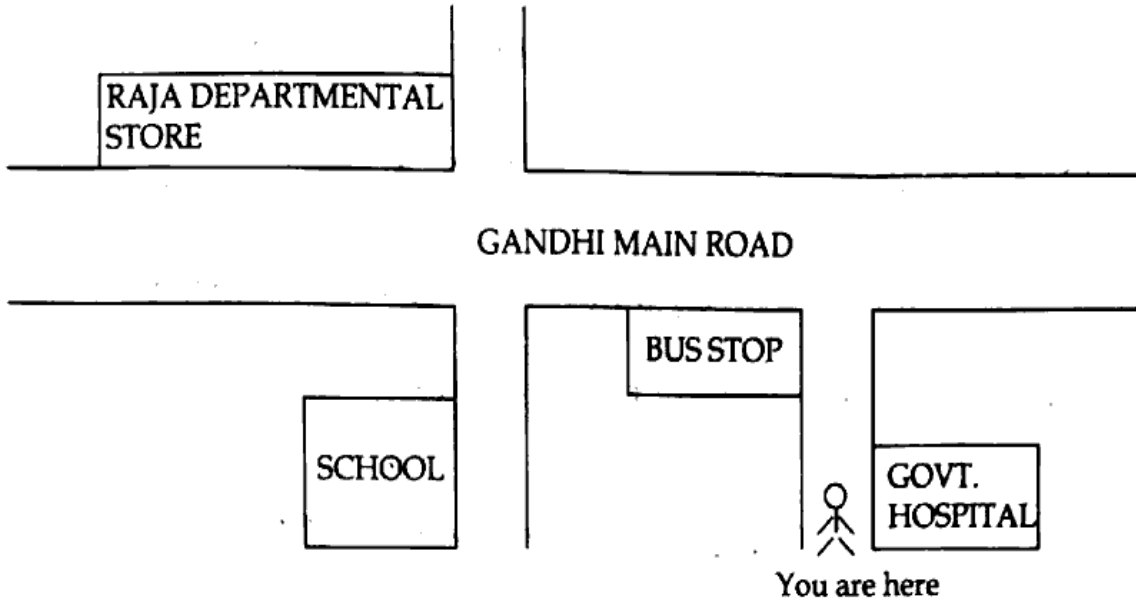 RAJA DEPARTMENTAL
STORE
GANDHI MAIN ROAD
BUS STOP
SCHOOL
GOVT.
HOSPITAL
You are here